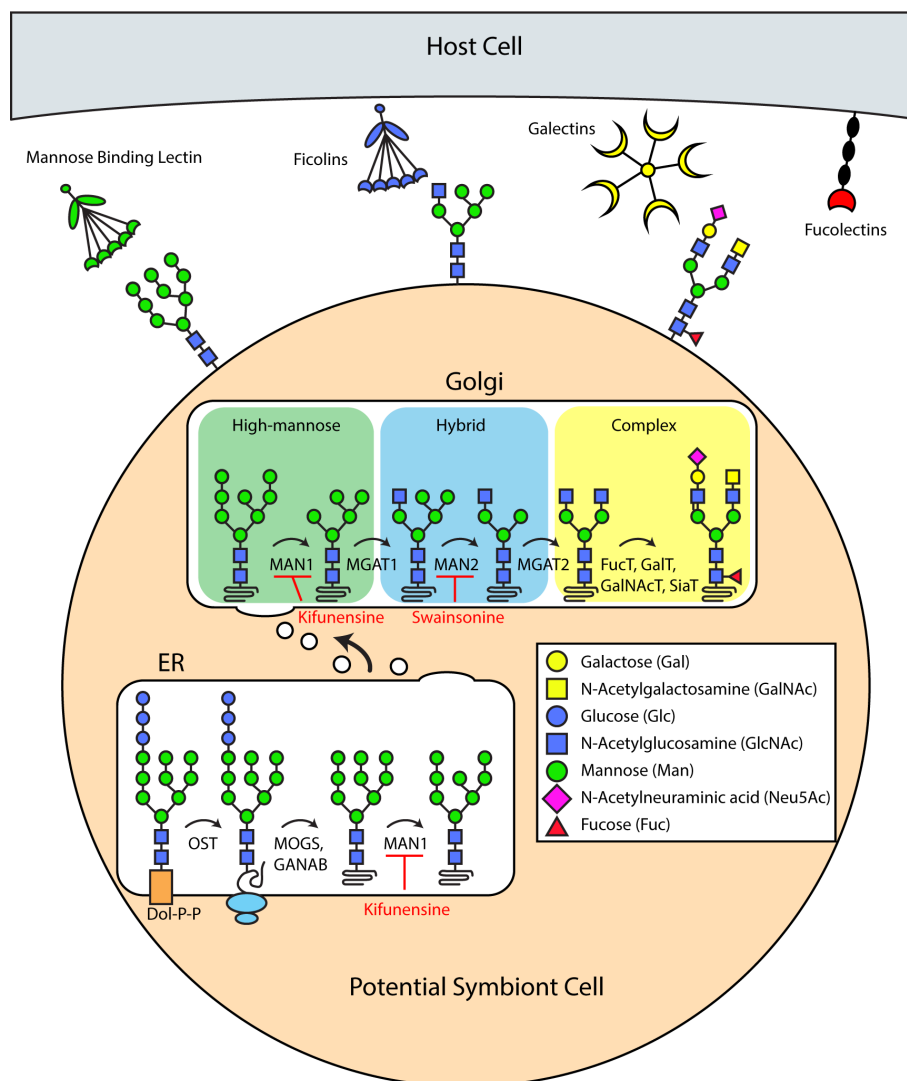 Host Cell
Mannose Binding Lectin
Ficolins
Galectins
Fucolectins
Golgi
High-mannose
Hybrid
Complex
MAN1
MGAT1
MAN2
MGAT2
FucT, GalT,
GalNAcT, SiaT
Kifunensine
Swainsonine
ER
Galactose (Gal)
N-Acetylgalactosamine (GalNAc)
Glucose (Glc)
N-Acetylglucosamine (GlcNAc)
Mannose (Man)
N-Acetylneuraminic acid (Neu5Ac)
Fucose (Fuc)
OST
MOGS,
GANAB
MAN1
Dol-P-P
Kifunensine
Potential Symbiont Cell